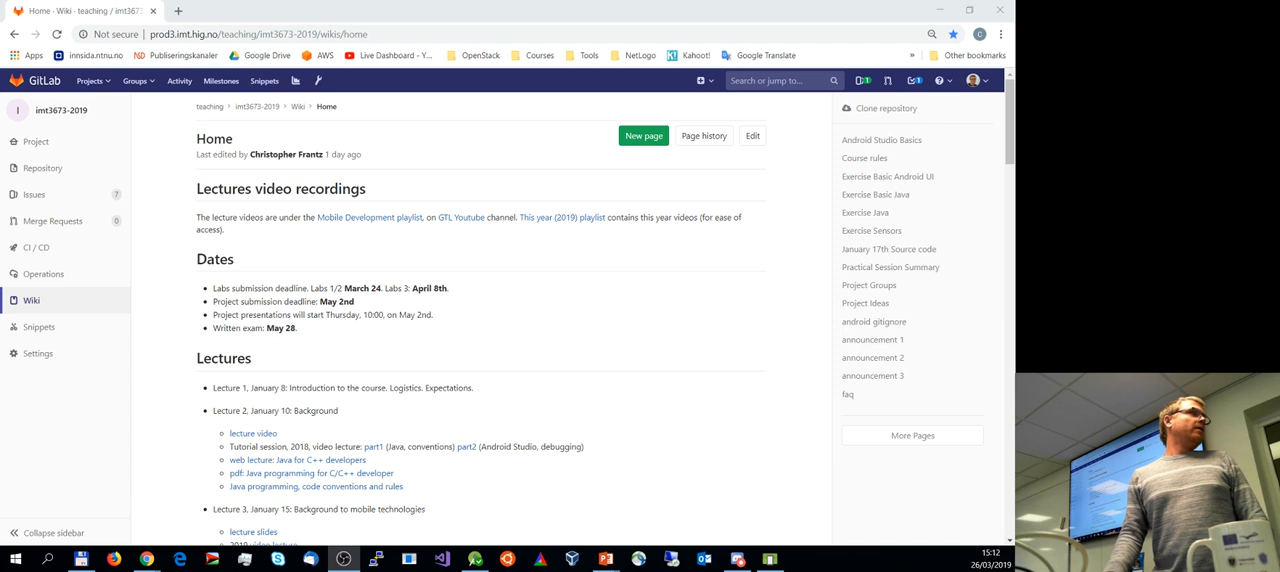 Home · Wiki · teaching / imt3673
Not secure | prod3.imt.hig.no/teaching/imt3673-2019/wikis/home
Apps innsida.ntnu.no Publiseringskanaler Google Drive AWS Live Dashboard - Y... OpenStack Courses Tools NetLogo Kahoot! Google Translate » Other bookmarks
GitLab Projects Groups Activity Milestones Snippets Search or jump to... 1 1
I imt3673-2019
Project
Repository
Issues 7
Merge Requests 0
CI / CD
Operations
Wiki
Snippets
Settings
Collapse sidebar
teaching > imt3673-2019 > Wiki > Home
Home
New page Page history Edit
Last edited by Christopher Frantz 1 day ago
Lectures video recordings
The lecture videos are under the Mobile Development playlist, on GTL Youtube channel. This year (2019) playlist contains this year videos (for ease of
access).
Dates
• Labs submission deadline. Labs 1/2 March 24. Labs 3: April 8th.
• Project submission deadline: May 2nd
• Project presentations will start Thursday, 10:00, on May 2nd.
• Written exam: May 28.
Lectures
• Lecture 1, January 8: Introduction to the course. Logistics. Expectations.
• Lecture 2, January 10: Background
lecture video
Tutorial session, 2018, video lecture: part1 (Java, conventions) part2 (Android Studio, debugging)
web lecture: Java for C++ developers
pdf: Java programming for C/C++ developer
Java programming, code conventions and rules
• Lecture 3, January 15: Background to mobile technologies
lecture slides
2019 video lecture
Clone repository
Android Studio Basics
Course rules
Exercise Basic Android UI
Exercise Basic Java
Exercise Java
Exercise Sensors
January 17th Source code
Practical Session Summary
Project Groups
Project Ideas
android gitignore
announcement 1
announcement 2
announcement 3
faq
More Pages
15:12
26/03/2019